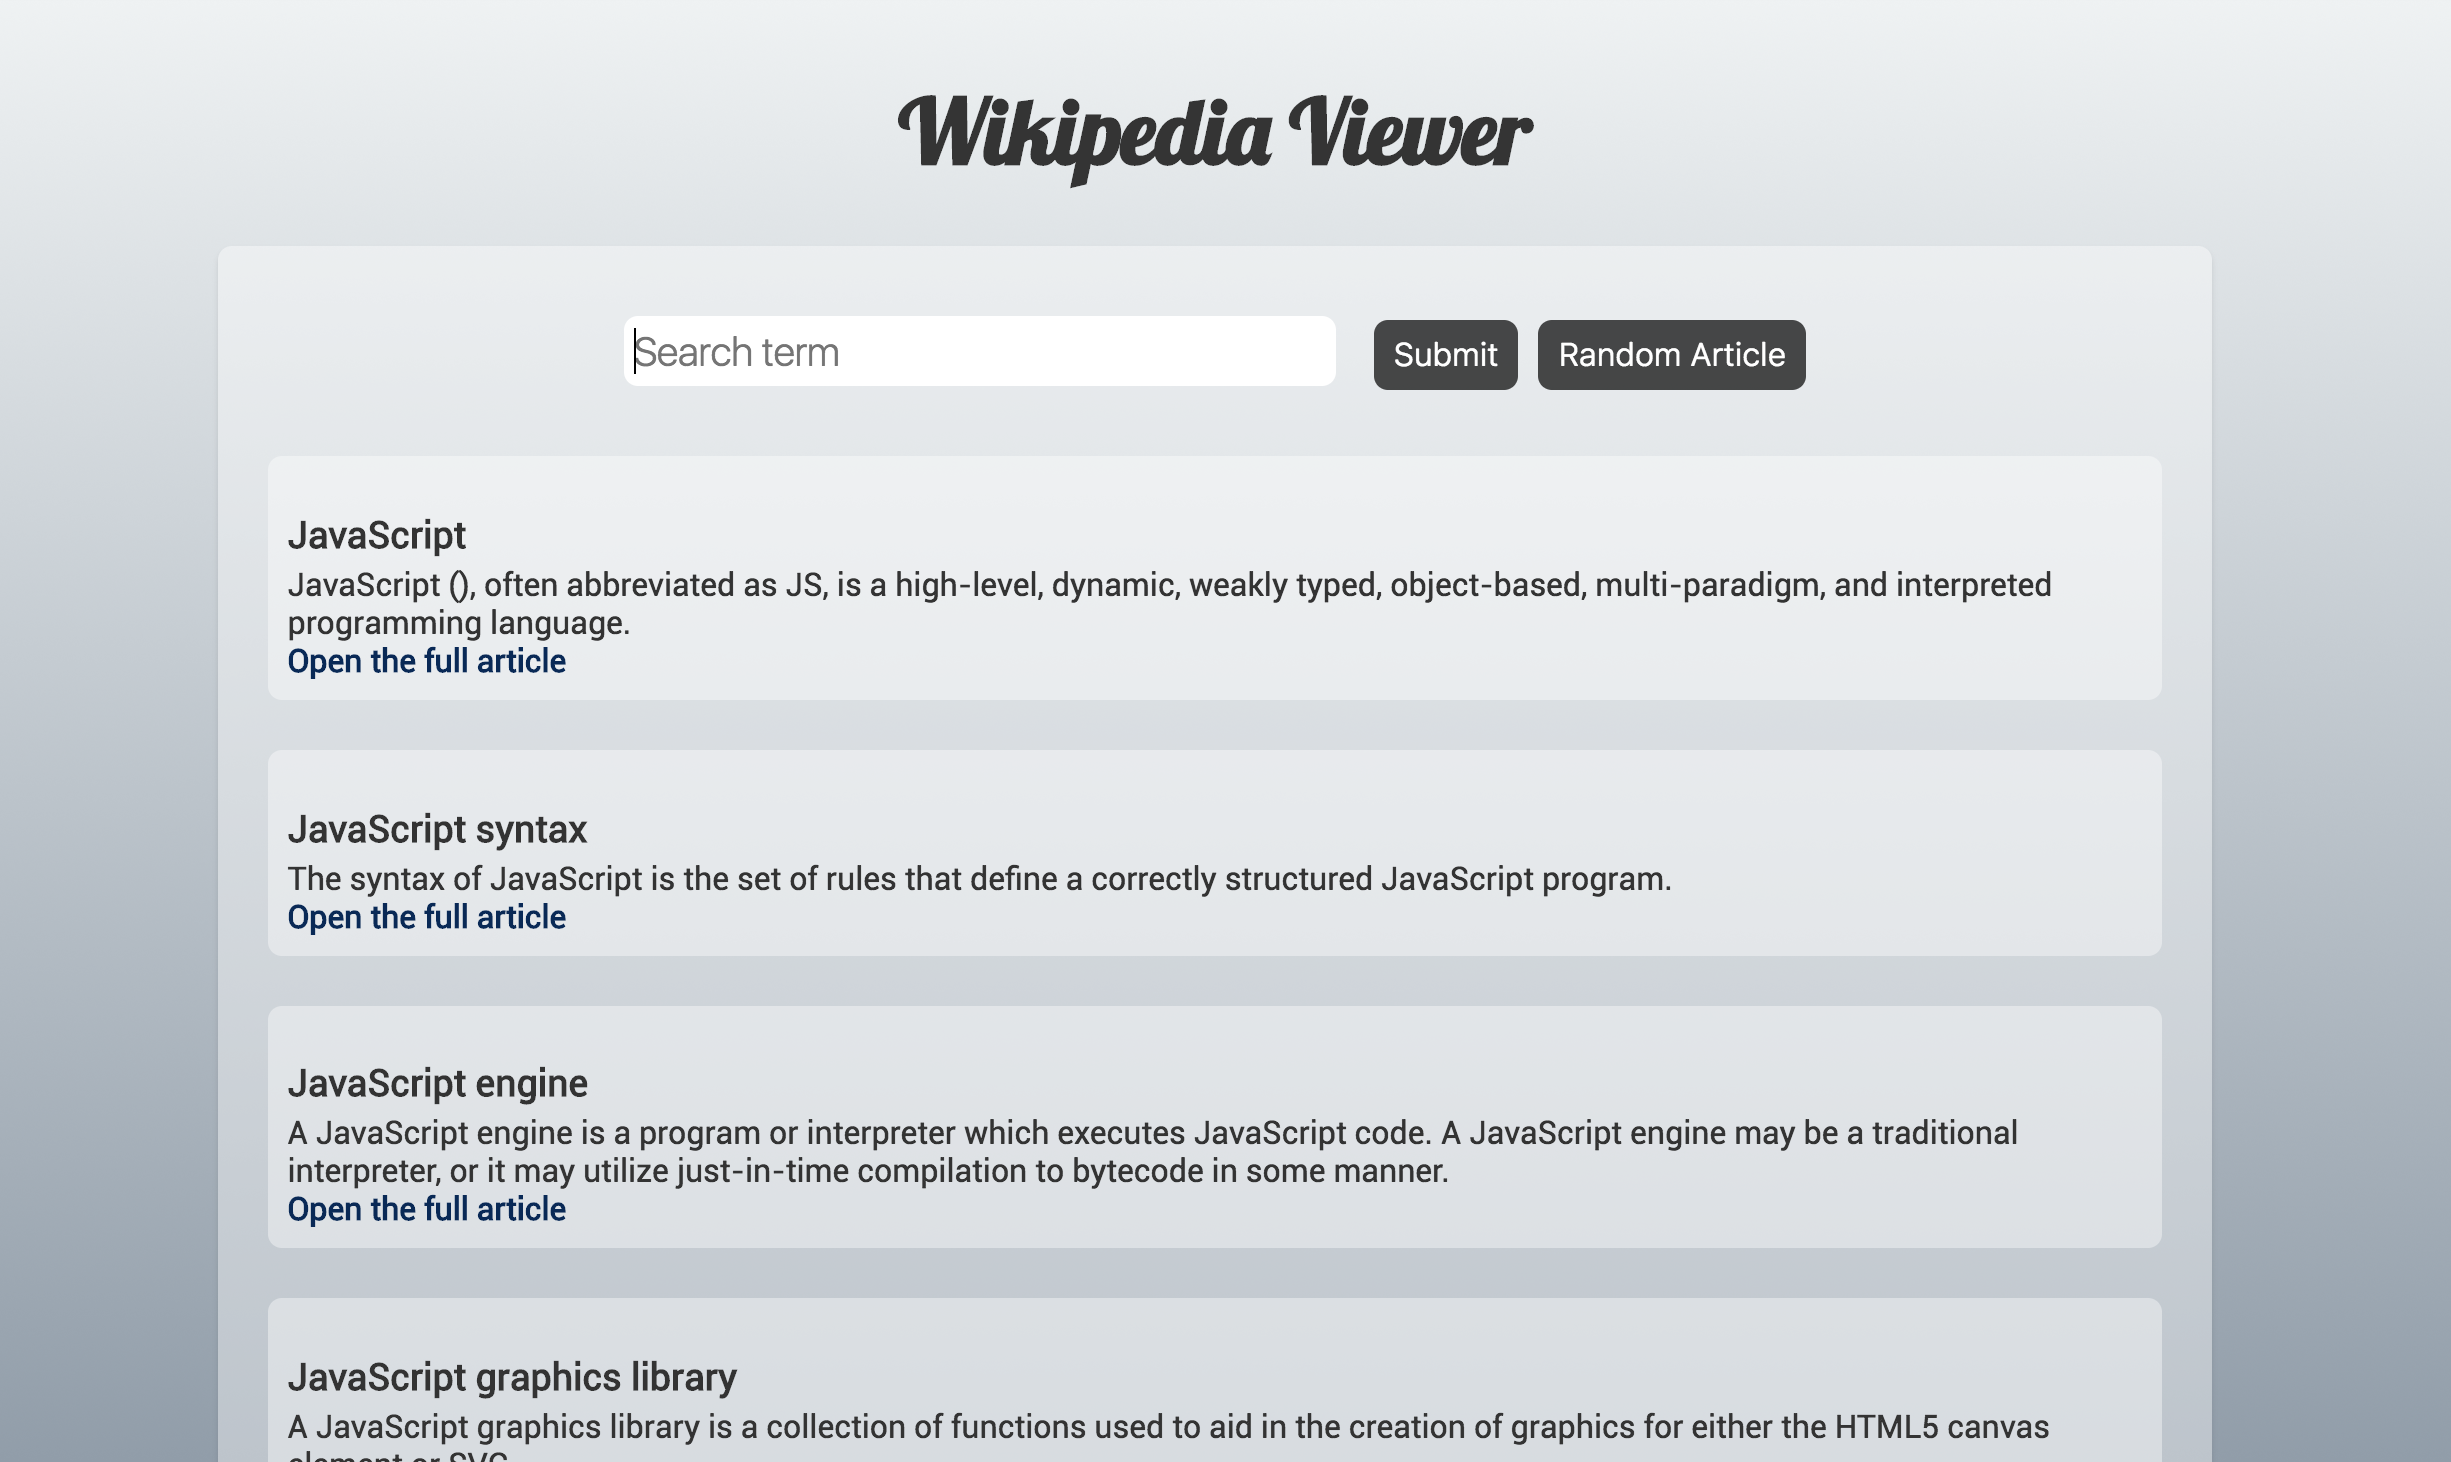 Wikipedia Viewer
Search term
Submit
Random Article
JavaScript
JavaScript (), often abbreviated as JS, is a high-level, dynamic, weakly typed, object-based, multi-paradigm, and interpreted
programming language.
Open the full article
JavaScript syntax
The syntax of JavaScript is the set of rules that define a correctly structured JavaScript program.
Open the full article
JavaScript engine
A JavaScript engine is a program or interpreter which executes JavaScript code. A JavaScript engine may be a traditional
interpreter, or it may utilize just-in-time compilation to bytecode in some manner.
Open the full article
JavaScript graphics library
A JavaScript graphics library is a collection of functions used to aid in the creation of graphics for either the HTML5 canvas
element or SVG